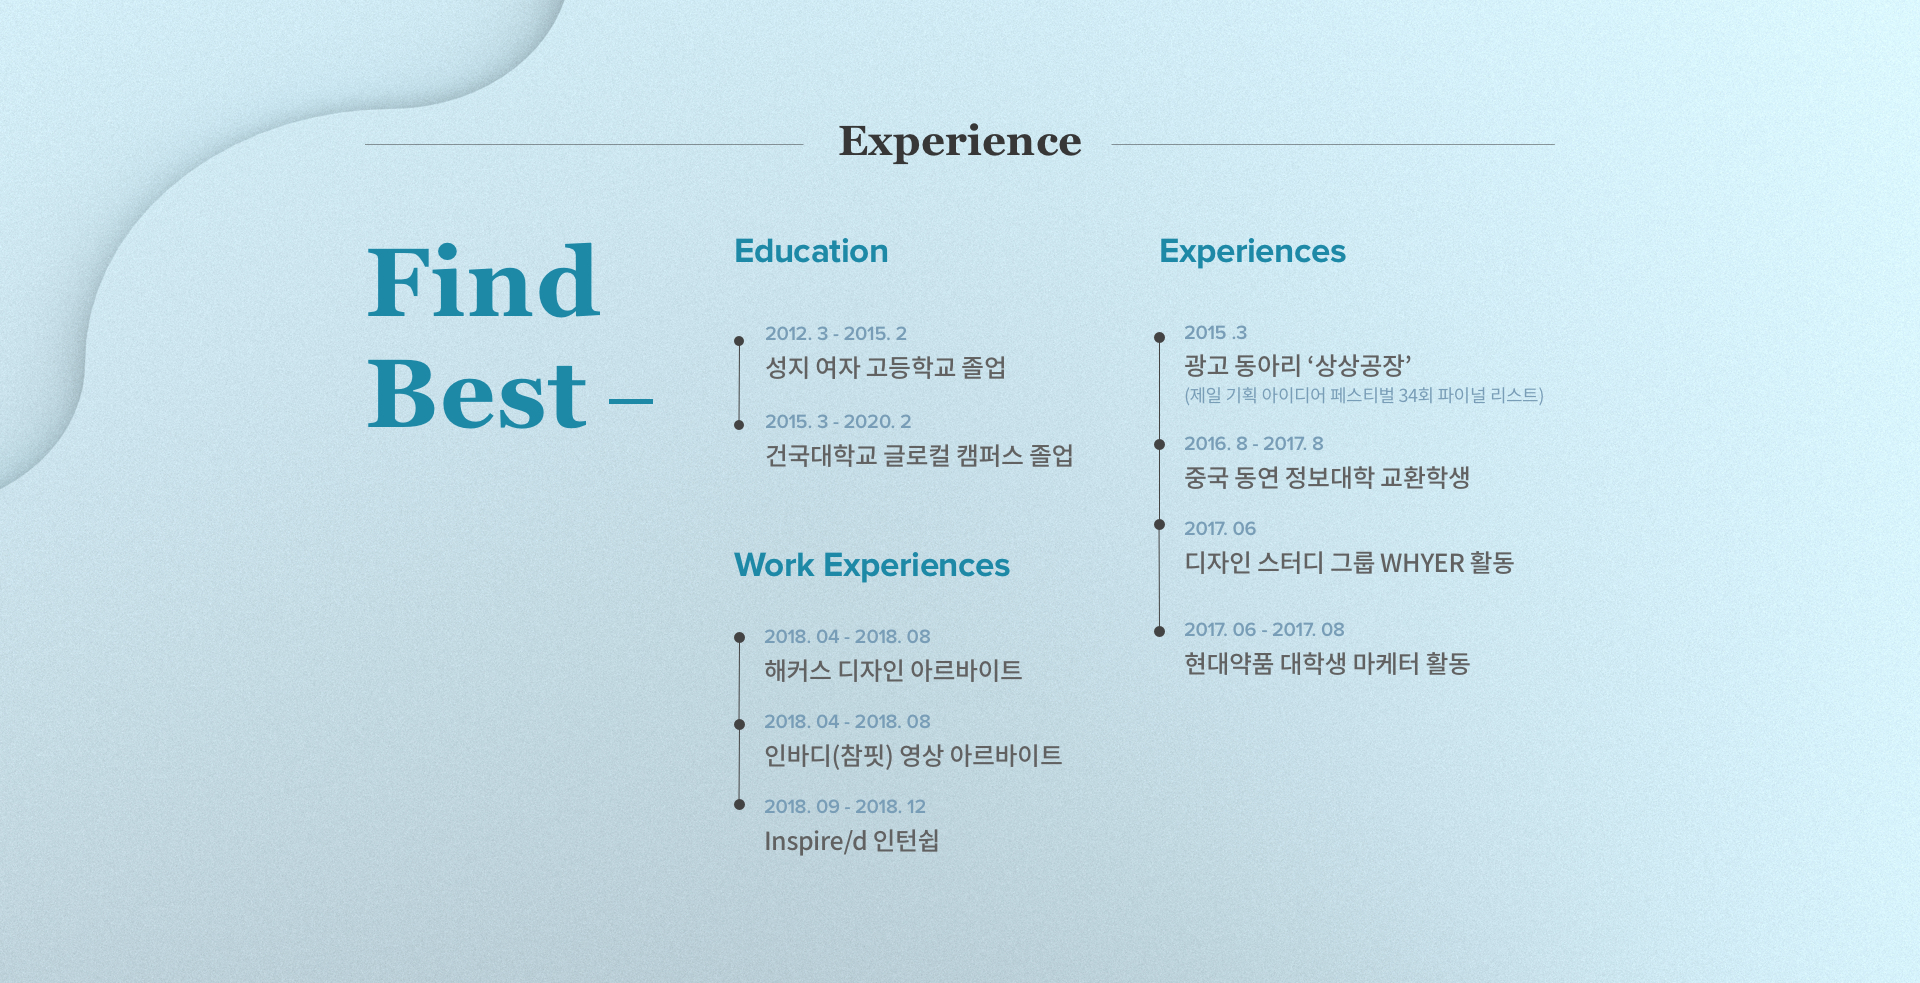 Experience
Find
Best –
Education
2012. 3 - 2015. 2
성지 여자 고등학교 졸업
2015. 3 - 2020. 2
건국대학교 글로컬 캠퍼스 졸업
Work Experiences
2018. 04 - 2018. 08
해커스 디자인 아르바이트
2018. 04 - 2018. 08
인바디(참핏) 영상 아르바이트
2018. 09 - 2018. 12
Inspire/d 인턴쉽
Experiences
2015 .3
광고 동아리 ‘상상공장’
(제일 기획 아이디어 페스티벌 34회 파이널 리스트)
2016. 8 - 2017. 8
중국 동연 정보대학 교환학생
2017. 06
디자인 스터디 그룹 WHYER 활동
2017. 06 - 2017. 08
현대약품 대학생 마케터 활동